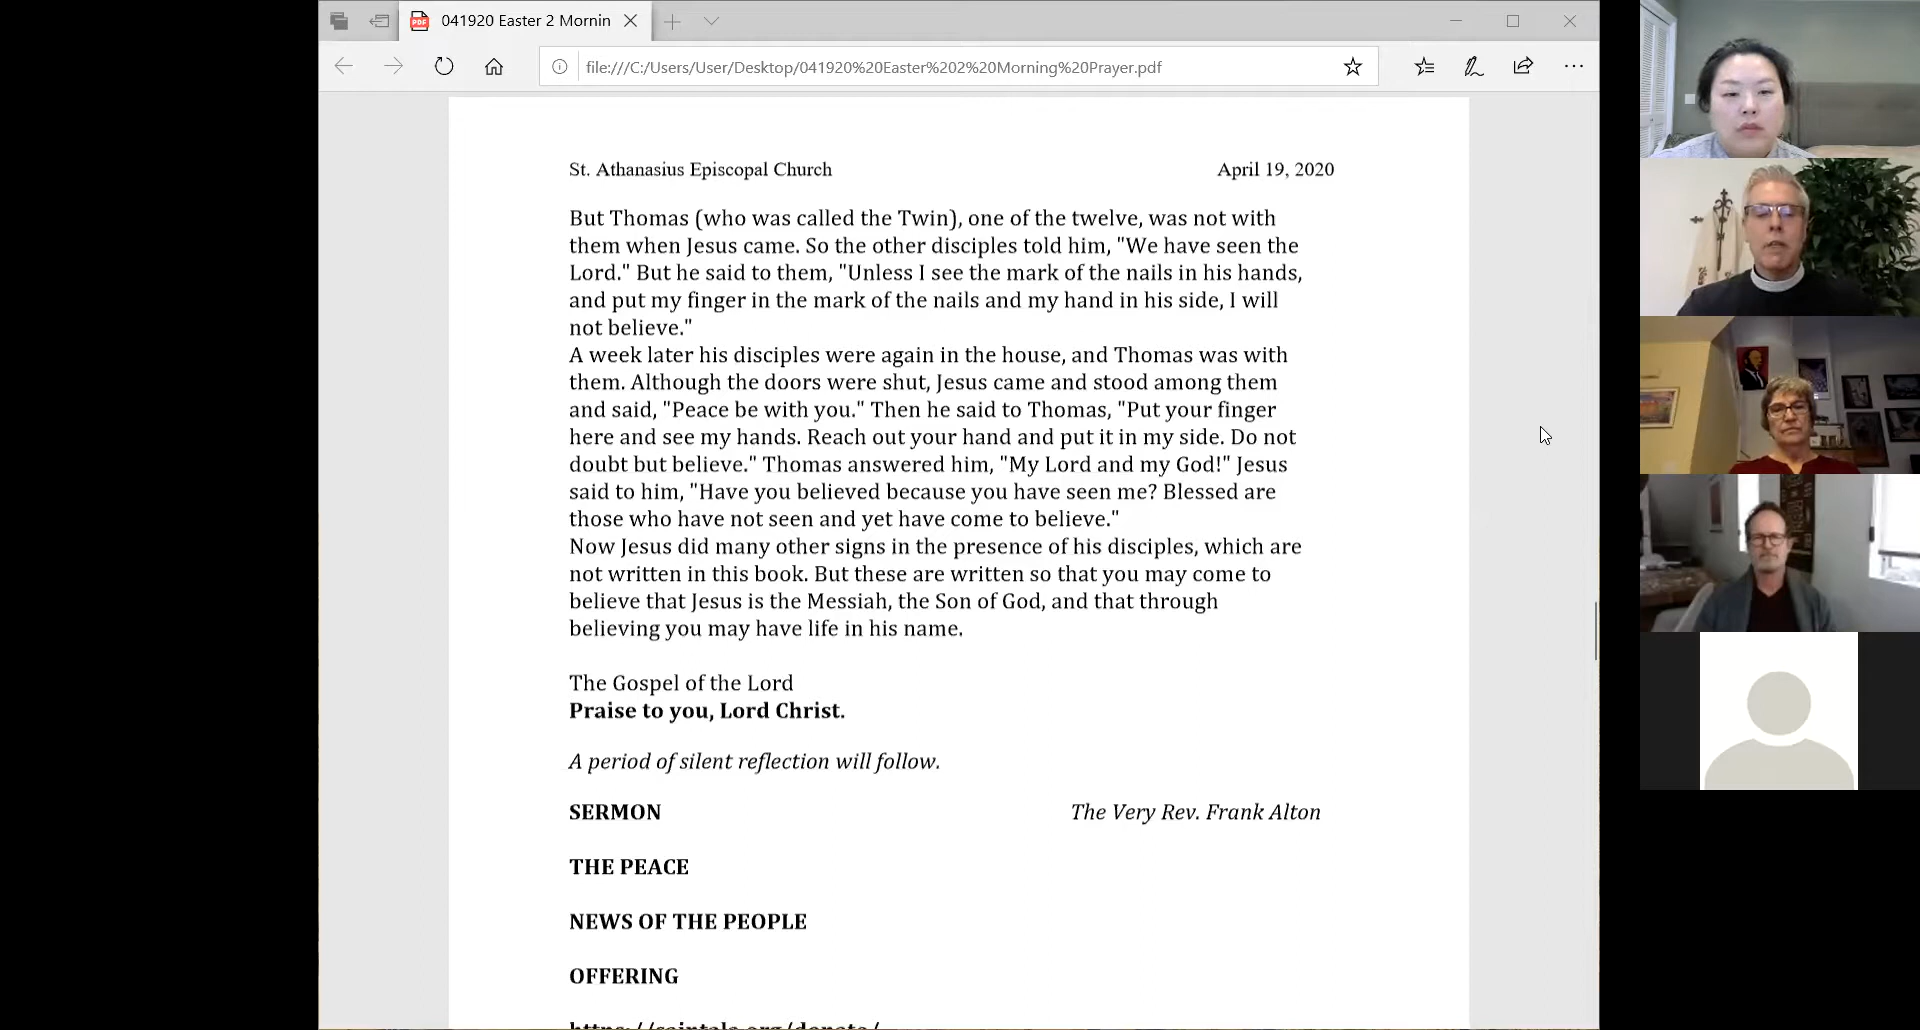 041920 Easter 2 Mornin
file:///C:/Users/User/Desktop/041920%20Easter%202%20Morning%20Prayer.pdf
St. Athanasius Episcopal Church April 19, 2020
But Thomas (who was called the Twin), one of the twelve, was not with
them when Jesus came. So the other disciples told him, "We have seen the
Lord." But he said to them, "Unless I see the mark of the nails in his hands,
and put my finger in the mark of the nails and my hand in his side, I will
not believe."
A week later his disciples were again in the house, and Thomas was with
them. Although the doors were shut, Jesus came and stood among them
and said, "Peace be with you." Then he said to Thomas, "Put your finger
here and see my hands. Reach out your hand and put it in my side. Do not
doubt but believe." Thomas answered him, "My Lord and my God!" Jesus
said to him, "Have you believed because you have seen me? Blessed are
those who have not seen and yet have come to believe."
Now Jesus did many other signs in the presence of his disciples, which are
not written in this book. But these are written so that you may come to
believe that Jesus is the Messiah, the Son of God, and that through
believing you may have life in his name.
The Gospel of the Lord
Praise to you, Lord Christ.
A period of silent reflection will follow.
SERMON The Very Rev. Frank Alton
THE PEACE
NEWS OF THE PEOPLE
OFFERING